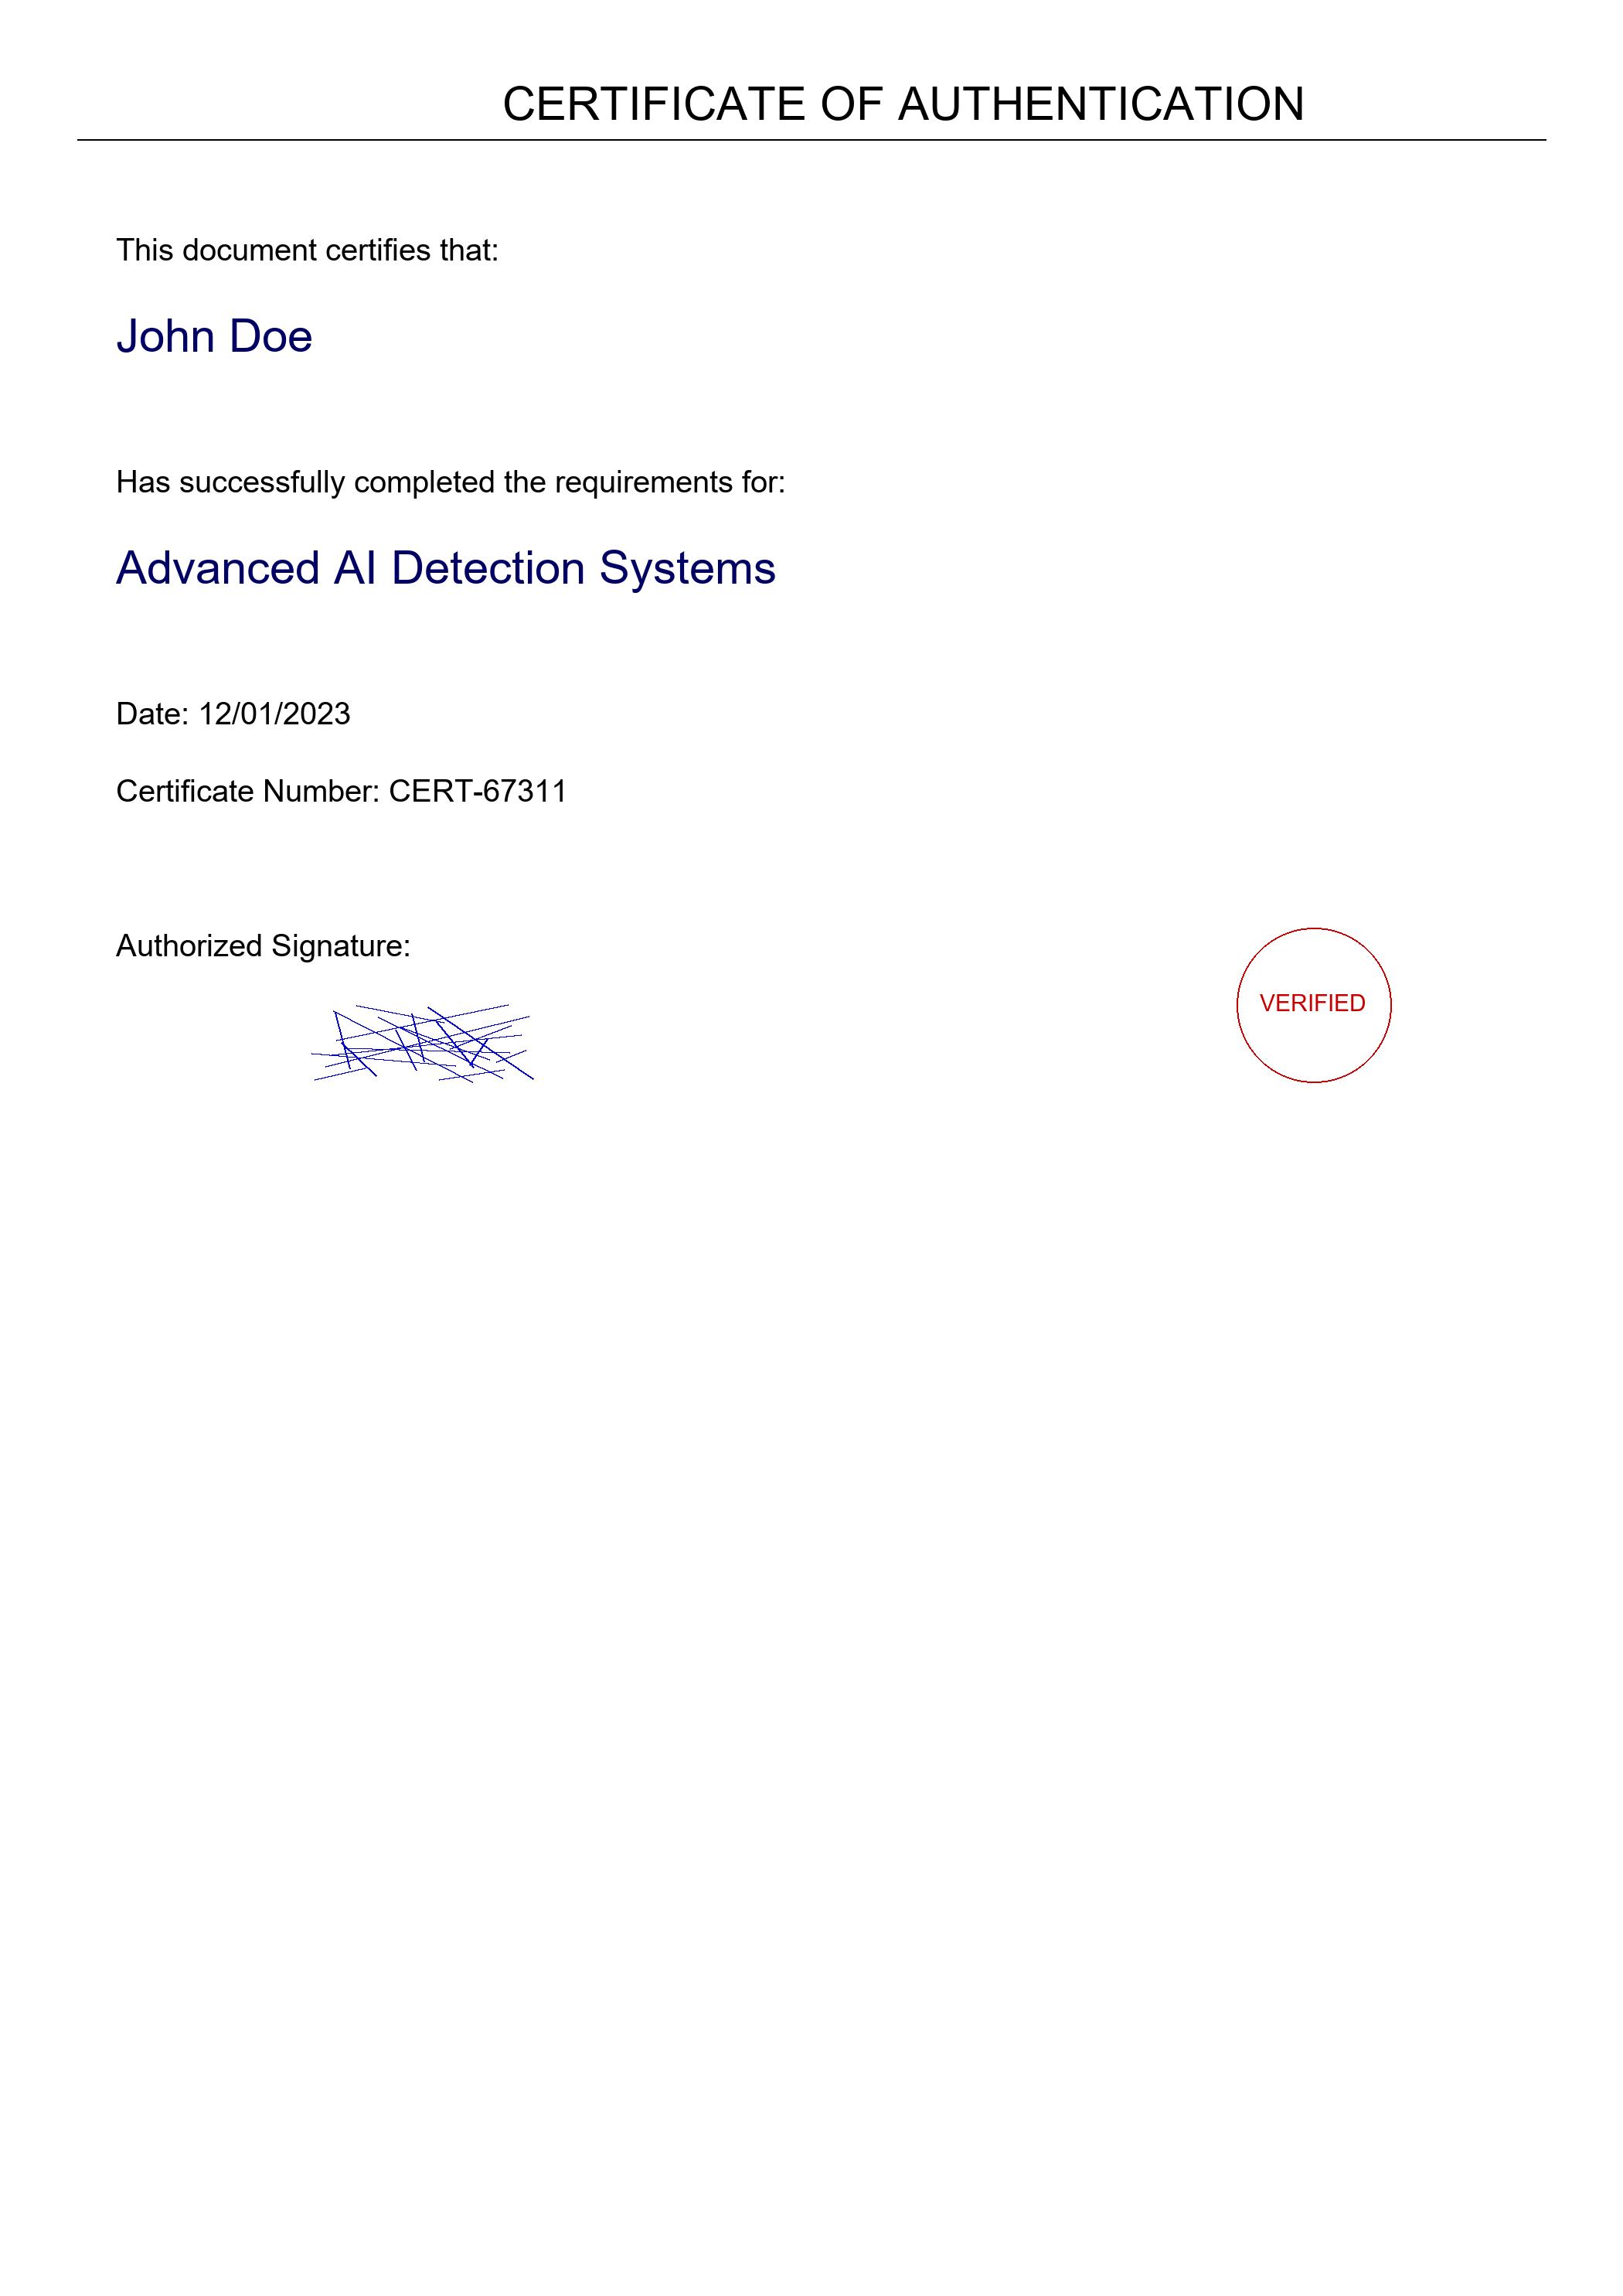 CERTIFICATE OF AUTHENTICATION
This document certifies that:
John Doe
Has successfully completed the requirements for:
Advanced AI Detection Systems
Date: 12/01/2023
Certificate Number: CERT-67311
Authorized Signature:
VERIFIED